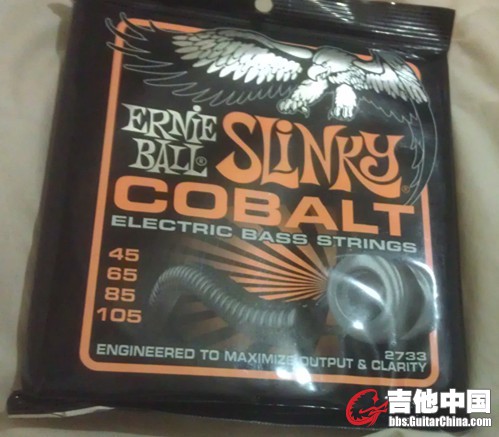 ERNIE
BALL®
SLINKY®
COBALT
ELECTRIC BASS STRINGS
45
65
85
105
2733
ENGINEERED TO MAXIMIZE OUTPUT & CLARITY
吉他中国
bbs.GuitarChina.com